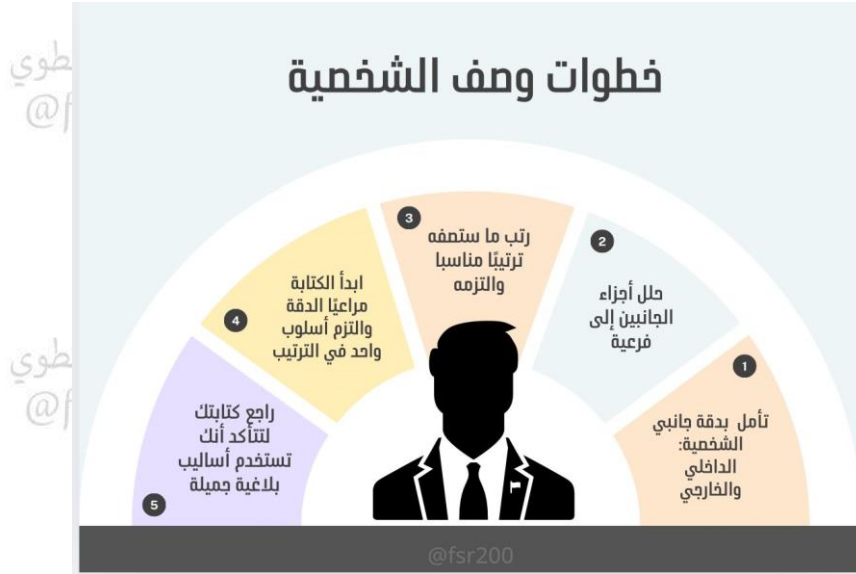 خطوات وصف الشخصية
1
تأمل بدقة جانبي
الشخصية:
الداخلي
والخارجي
2
حلل أجزاء
الجانبين إلى
فرعية
3
رتب ما ستصفه
ترتيبًا مناسبا
والتزمه
4
ابدأ الكتابة
مراعيًا الدقة
والتزم أسلوب
واحد في الترتيب
5
راجع كتابتك
لتتأكد أنك
تستخدم أساليب
بلاغية جميلة
@fsr200